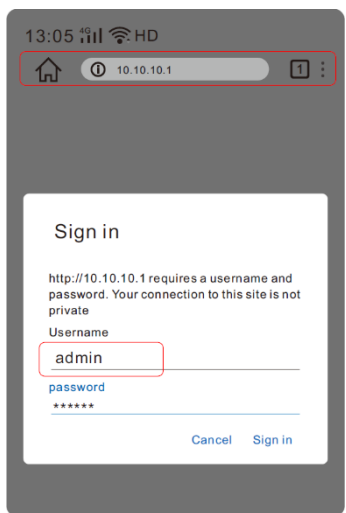 13:05 4G HD
10.10.10.1 1
Sign in
http://10.10.10.1 requires a username and
password. Your connection to this site is not
private
Username
admin
password
******
Cancel Sign in